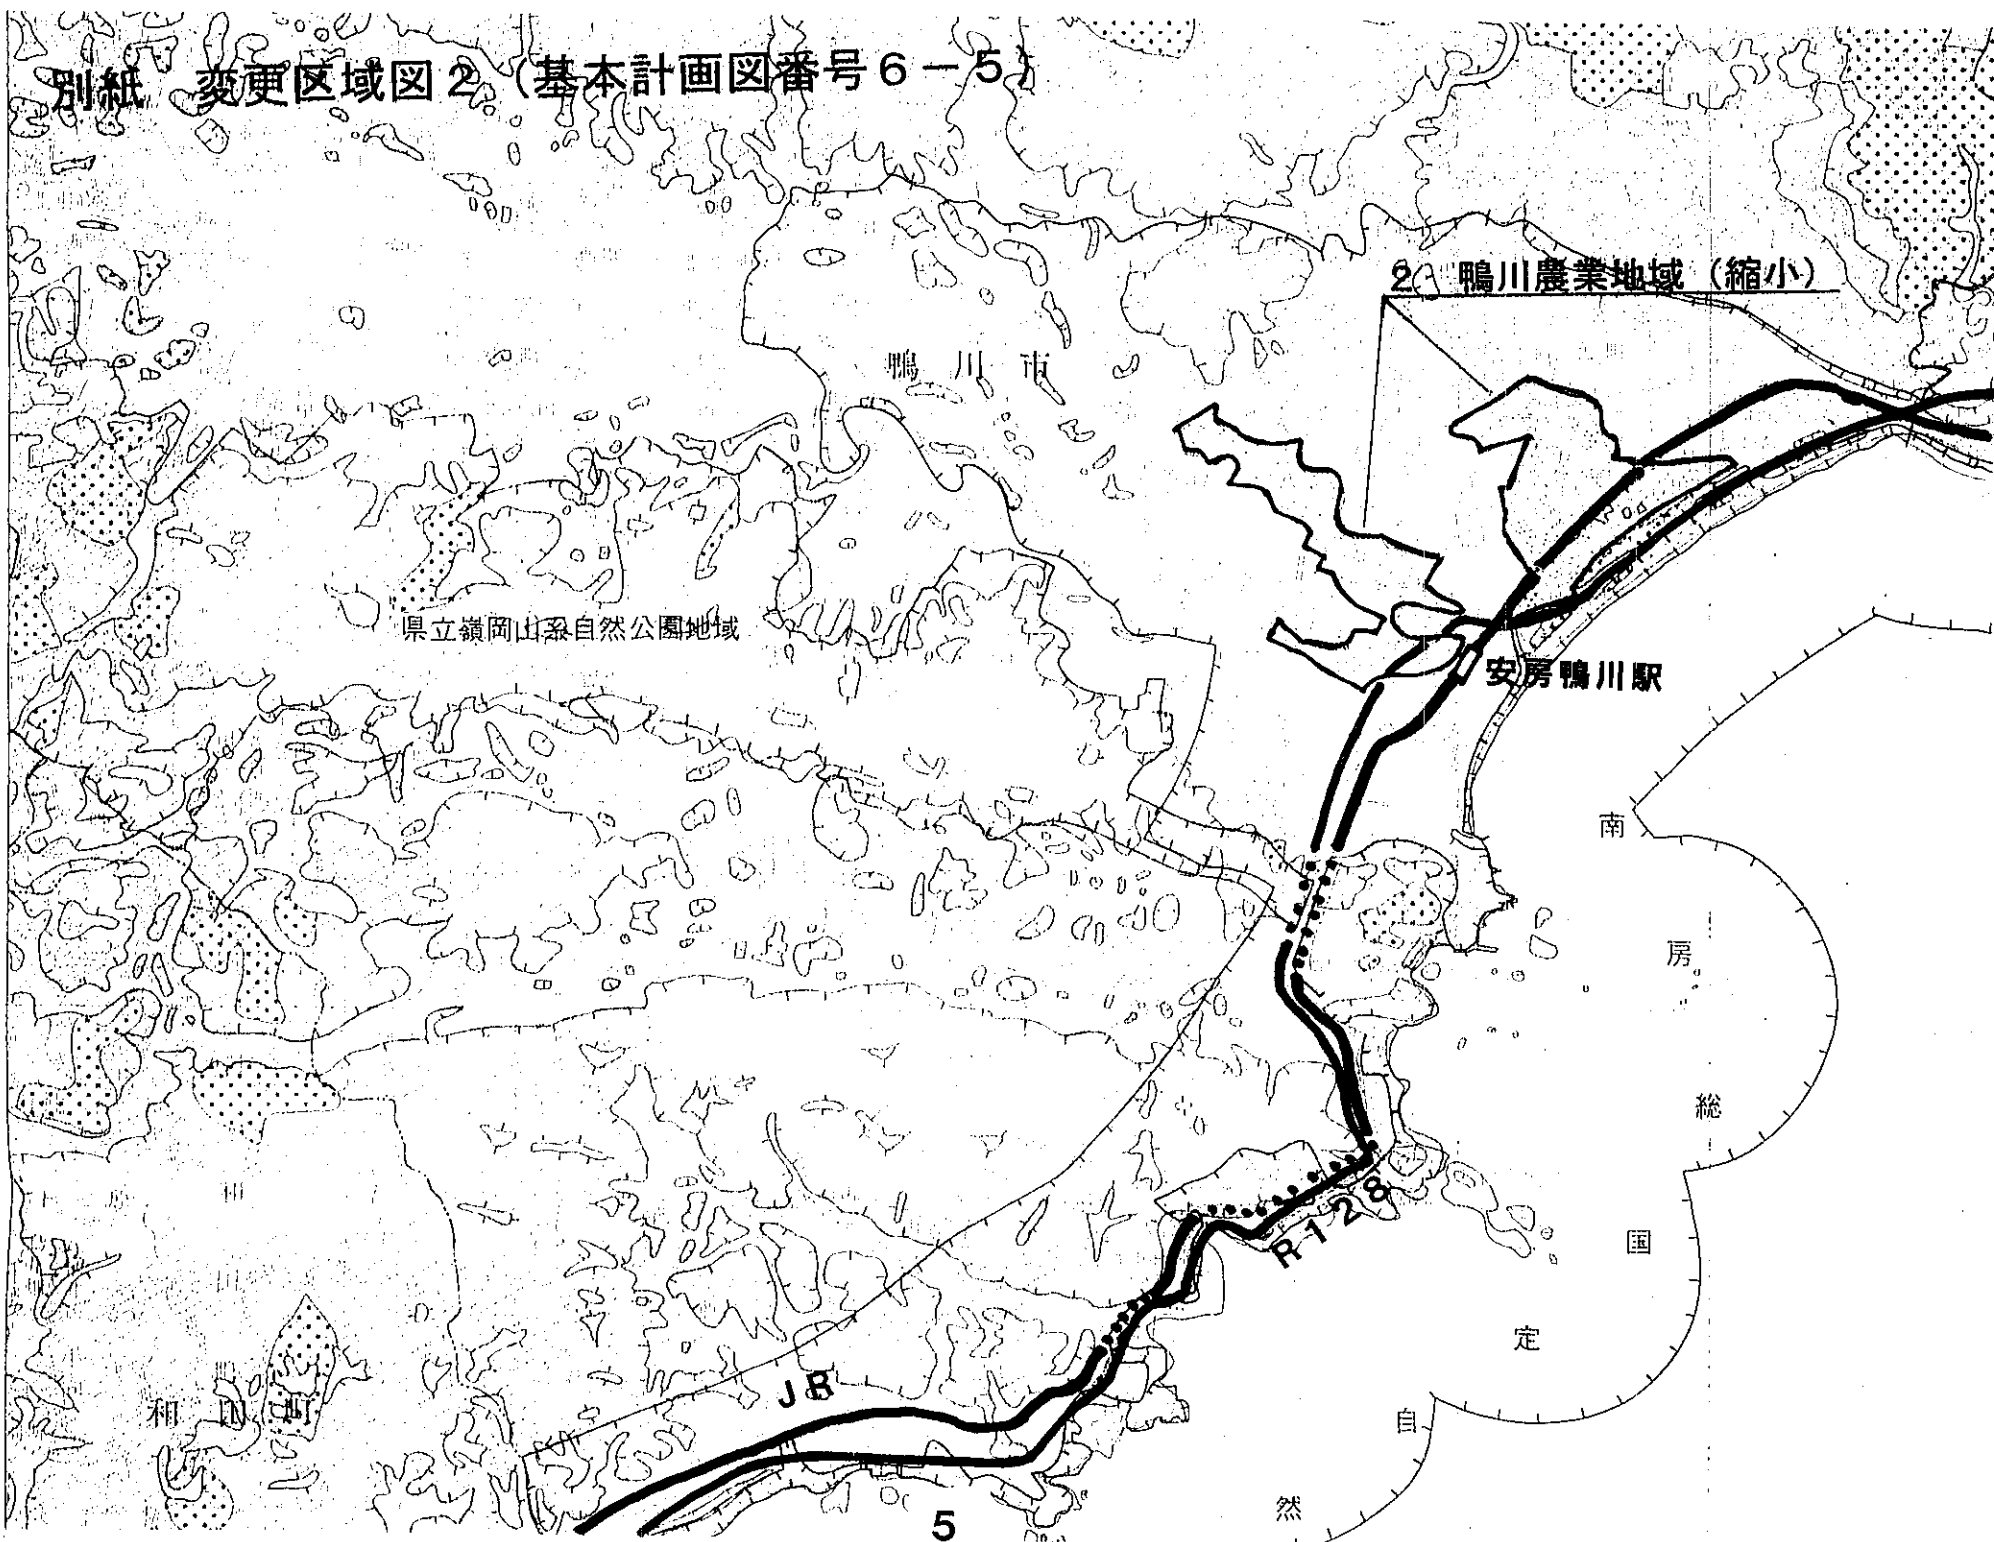 別紙　変更区域図２（基本計画図番号６－５）
２　鴨川農業地域（縮小）
鴨川市
県立嶺岡山系自然公園地域
安房鴨川駅
南房総国定自然
R128
JR
和田町
5